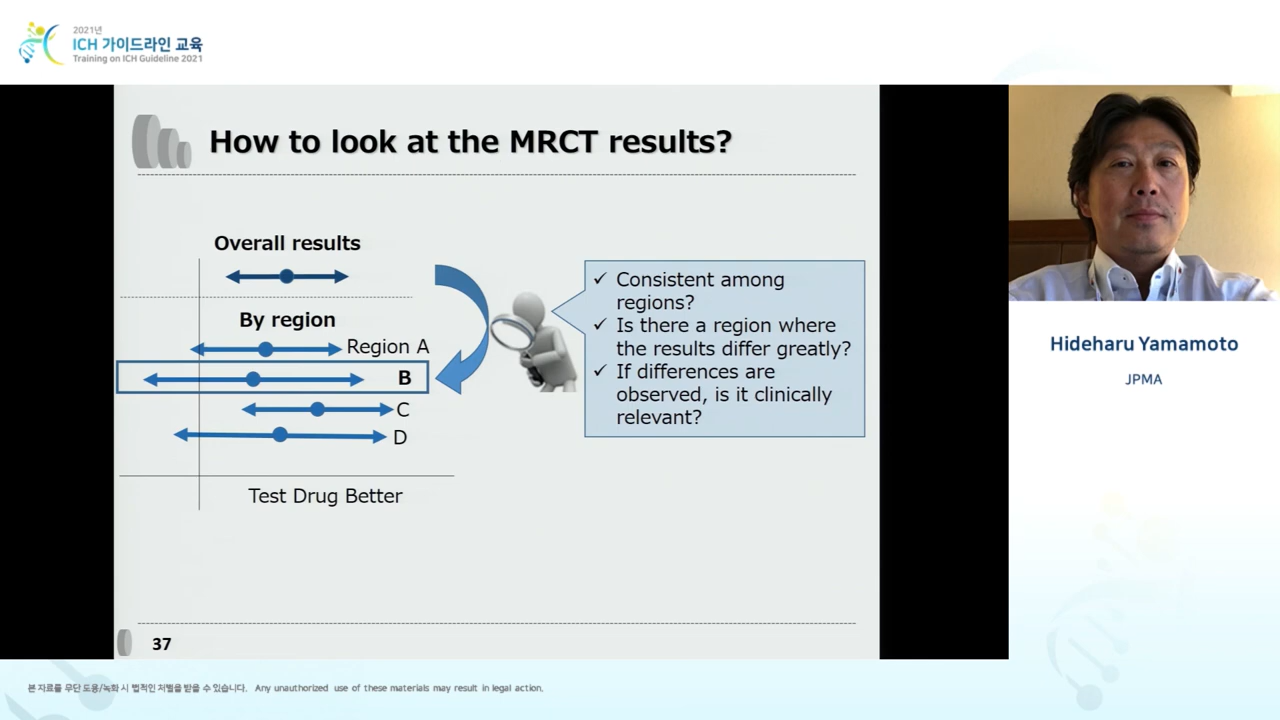 2021년
ICH 가이드라인 교육
Training on ICH Guideline 2021
How to look at the MRCT results?
Overall results
By region
Region A
B
C
D
Test Drug Better
✓ Consistent among
regions?
✓ Is there a region where
the results differ greatly?
✓ If differences are
observed, is it clinically
relevant?
37
Hideharu Yamamoto
JPMA
본 자료를 무단 도용/녹화 시 법적인 처벌을 받을 수 있습니다. Any unauthorized use of these materials may result in legal action.